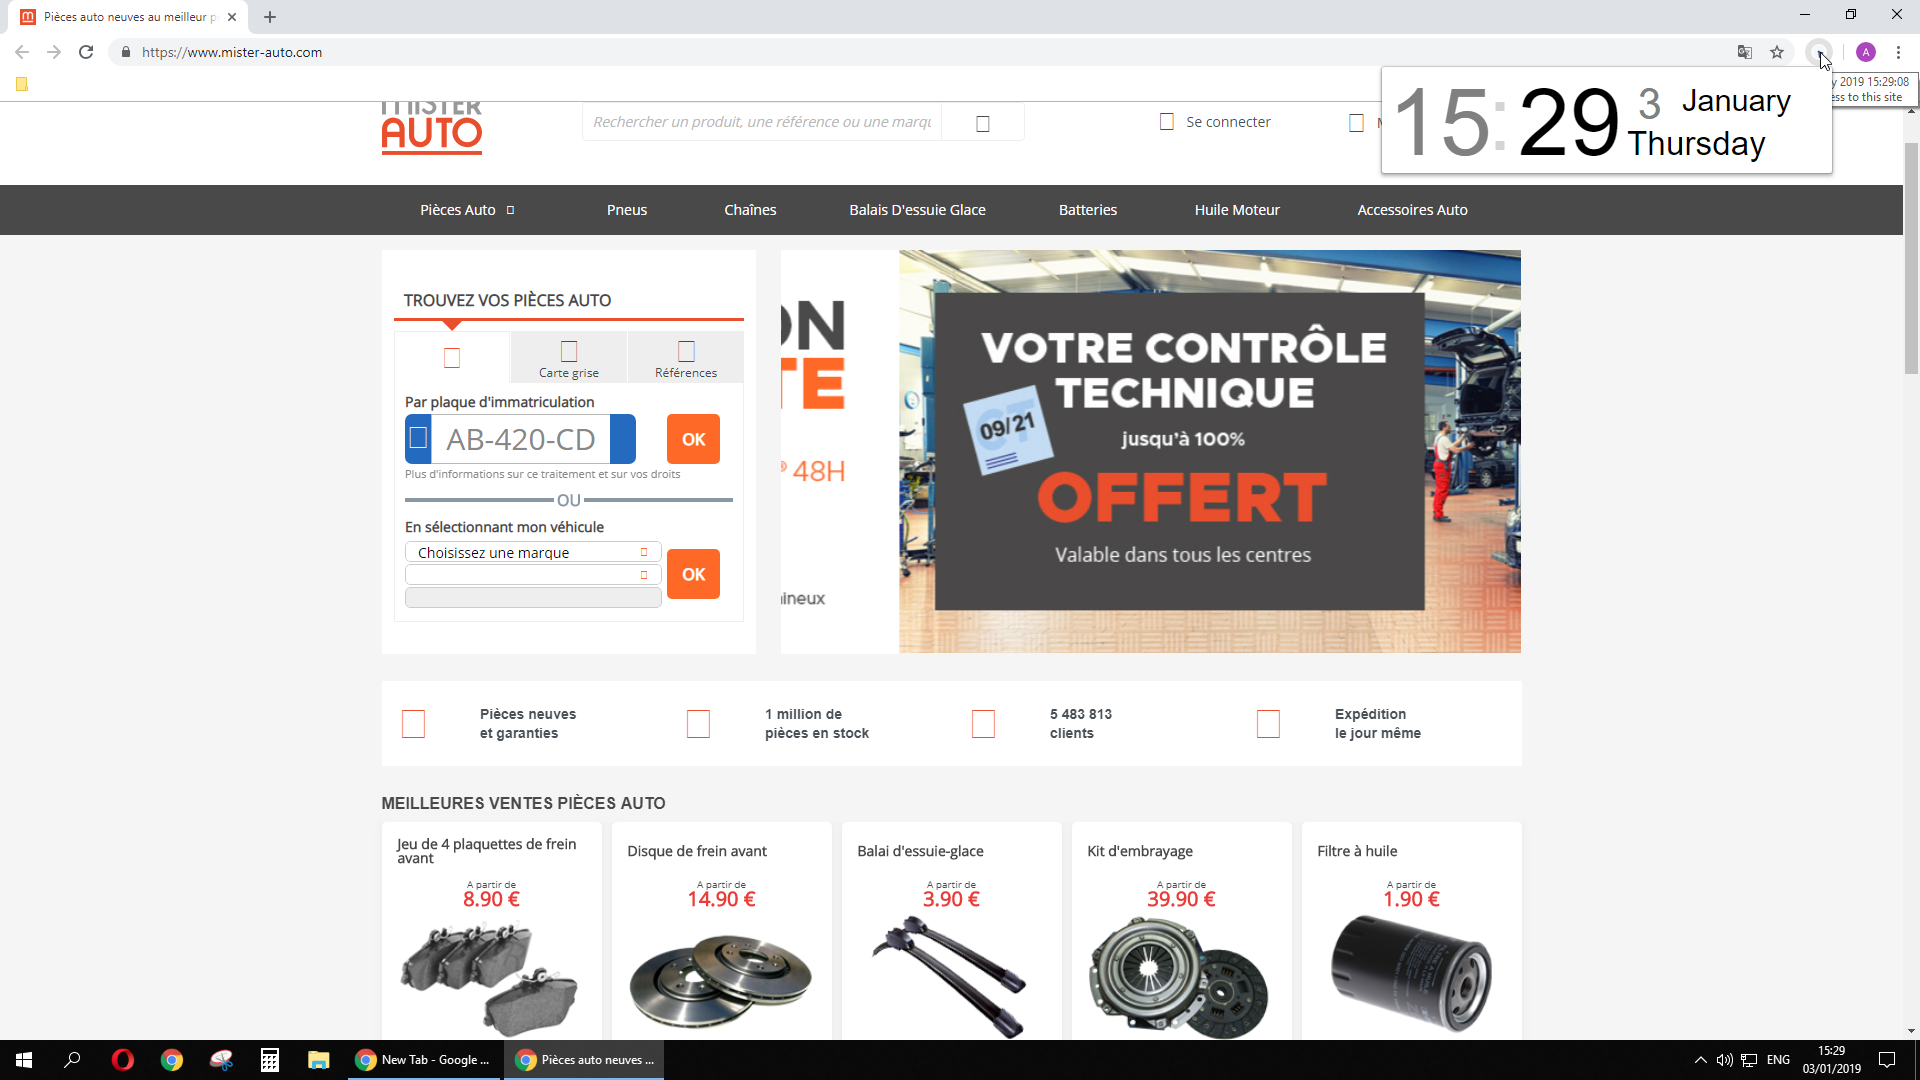 Pièces auto neuves au meilleur p
https://www.mister-auto.com
y 2019 15:29:08
ess to this site
15:29
3 January
Thursday
MISTER
AUTO
Rechercher un produit, une référence ou une marqu
Se connecter
Pièces Auto
Pneus
Chaînes
Balais D'essuie Glace
Batteries
Huile Moteur
Accessoires Auto
TROUVEZ VOS PIÈCES AUTO
Carte grise
Références
Par plaque d'immatriculation
AB-420-CD
OK
Plus d'informations sur ce traitement et sur vos droits
OU
En sélectionnant mon véhicule
Choisissez une marque
OK
ON
TE
48H
ineux
VOTRE CONTRÔLE
TECHNIQUE
CT
09/21
jusqu'à 100%
OFFERT
Valable dans tous les centres
Pièces neuves
et garanties
1 million de
pièces en stock
5 483 813
clients
Expédition
le jour même
MEILLEURES VENTES PIÈCES AUTO
Jeu de 4 plaquettes de frein
avant
A partir de
8.90 €
Disque de frein avant
A partir de
14.90 €
Balai d'essuie-glace
A partir de
3.90 €
Kit d'embrayage
A partir de
39.90 €
Filtre à huile
A partir de
1.90 €
New Tab - Google ...
Pièces auto neuves ...
ENG
15:29
03/01/2019